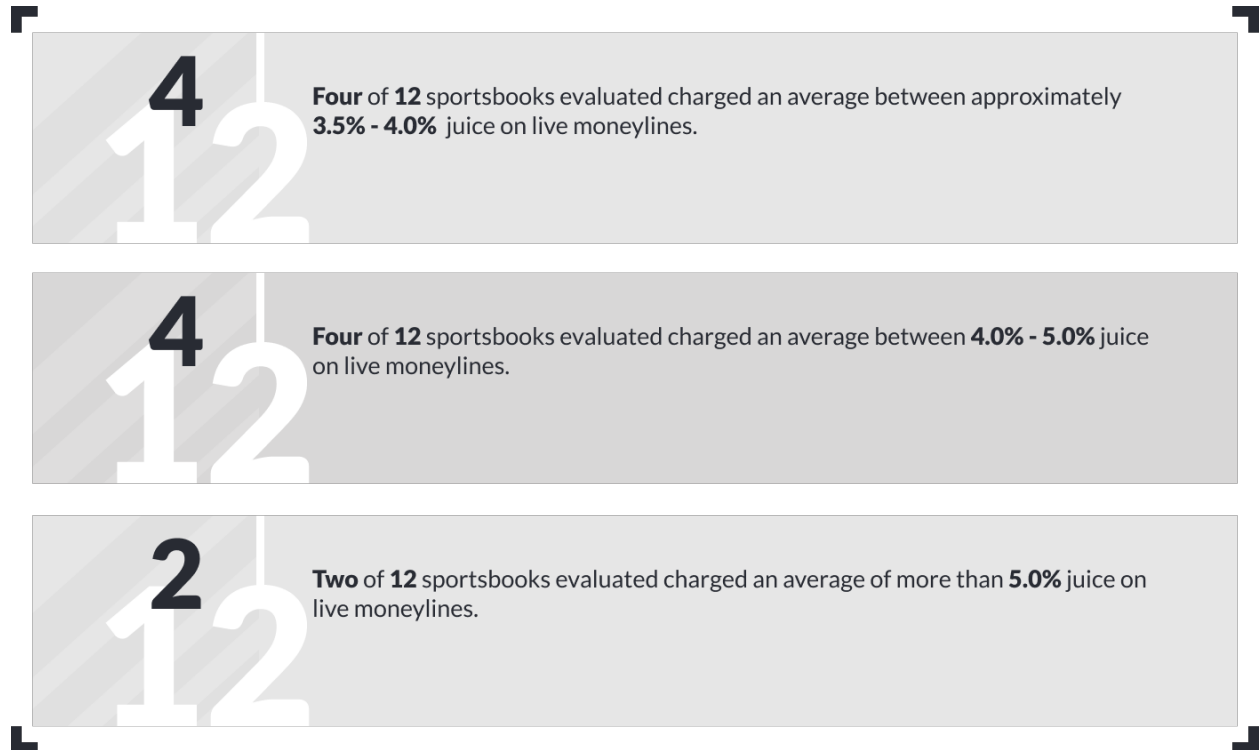 4
12
Four of 12 sportsbooks evaluated charged an average between approximately
3.5% - 4.0% juice on live moneylines.
4
12
Four of 12 sportsbooks evaluated charged an average between 4.0% - 5.0% juice
on live moneylines.
2
12
Two of 12 sportsbooks evaluated charged an average of more than 5.0% juice on
live moneylines.